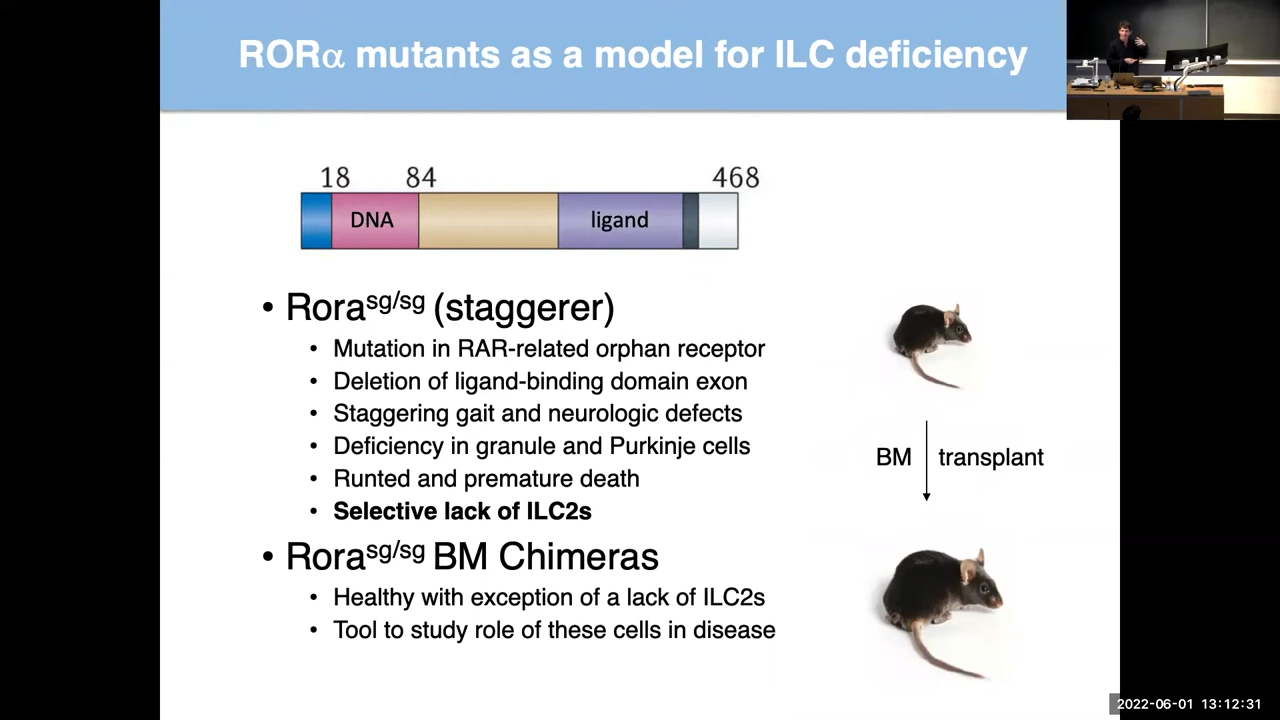 RORα mutants as a model for ILC deficiency
18 84 468
DNA ligand
• Rorasg/sg (staggerer)
• Mutation in RAR-related orphan receptor
• Deletion of ligand-binding domain exon
• Staggering gait and neurologic defects
• Deficiency in granule and Purkinje cells
• Runted and premature death
• Selective lack of ILC2s
• Rorasg/sg BM Chimeras
• Healthy with exception of a lack of ILC2s
• Tool to study role of these cells in disease
BM transplant
2022-06-01 13:12:31